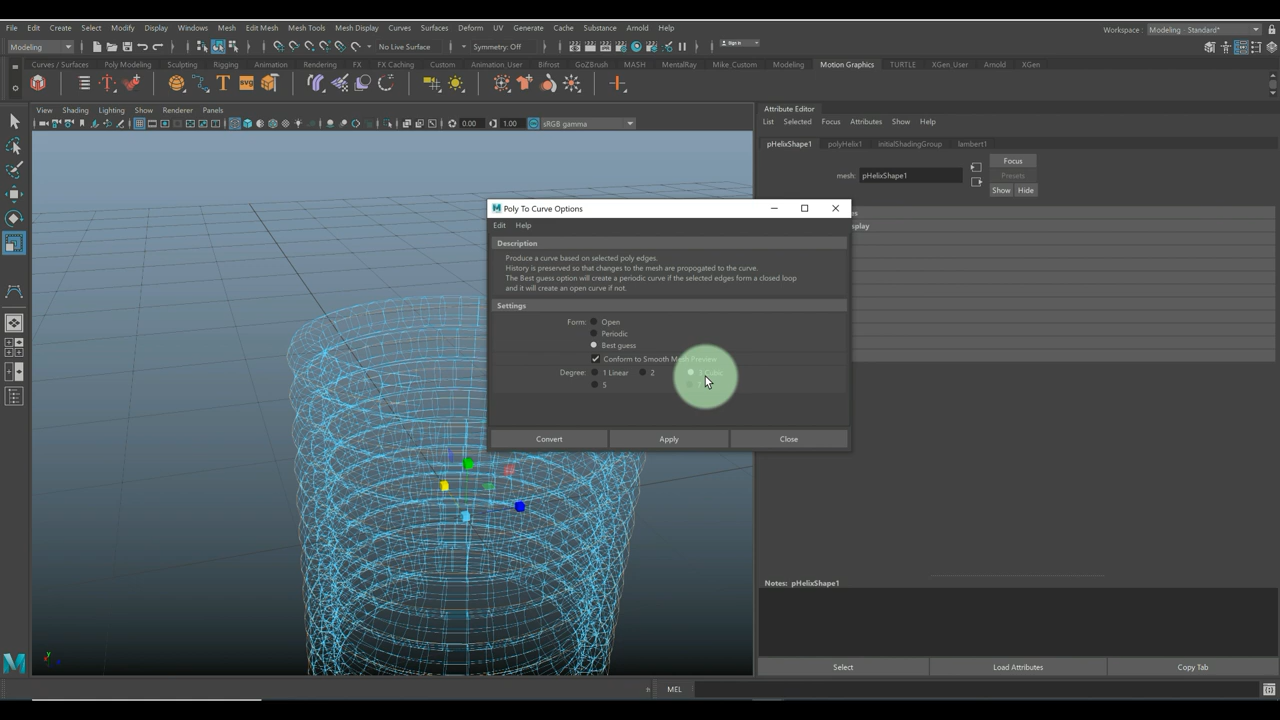 File Edit Create Select Modify Display Windows Mesh Edit Mesh Mesh Tools Mesh Display Curves Surfaces Deform UV Generate Cache Substance Arnold Help
Workspace : Modeling - Standard*
Modeling No Live Surface Symmetry: Off Sign in
Curves / Surfaces Poly Modeling Sculpting Rigging Animation Rendering FX FX Caching Custom Animation_User Bifrost GoZBrush MASH MentalRay Mike_Custom Modeling Motion Graphics TURTLE XGen_User Arnold XGen
View Shading Lighting Show Renderer Panels
0.00 1.00 sRGB gamma
Attribute Editor
List Selected Focus Attributes Show Help
pHelixShape1 polyHelix1 initialShadingGroup lambert1
mesh: pHelixShape1
Focus
Presets
Show Hide
Poly To Curve Options
Edit Help
Description
Produce a curve based on selected poly edges.
History is preserved so that changes to the mesh are propogated to the curve.
The Best guess option will create a periodic curve if the selected edges form a closed loop
and it will create an open curve if not.
Settings
Form: Open
Periodic
Best guess
Conform to Smooth Mesh Preview
Degree: 1 Linear 2 3 Cubic
5
Convert Apply Close
Notes: pHelixShape1
Select Load Attributes Copy Tab
MEL